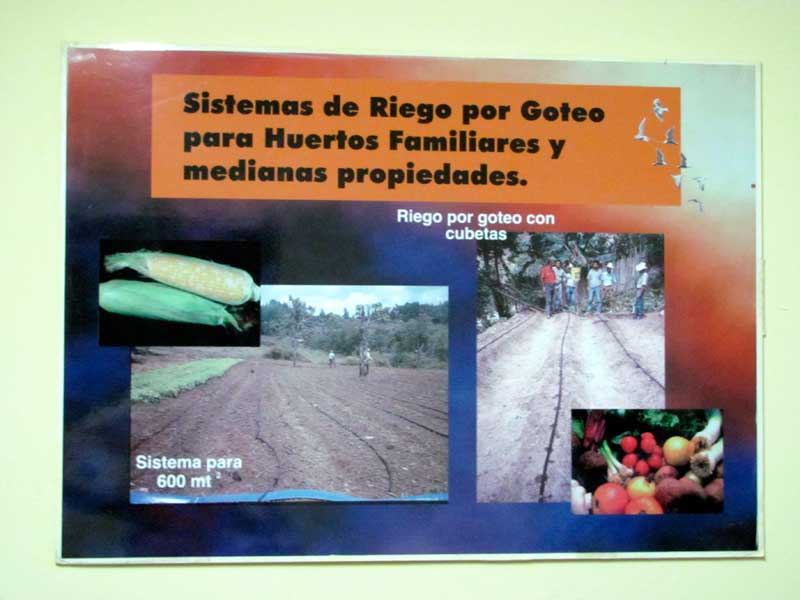 Sistemas de Riego por Goteo
para Huertos Familiares y
medianas propiedades.
Riego por goteo con
cubetas
Sistema para
600 mt ²